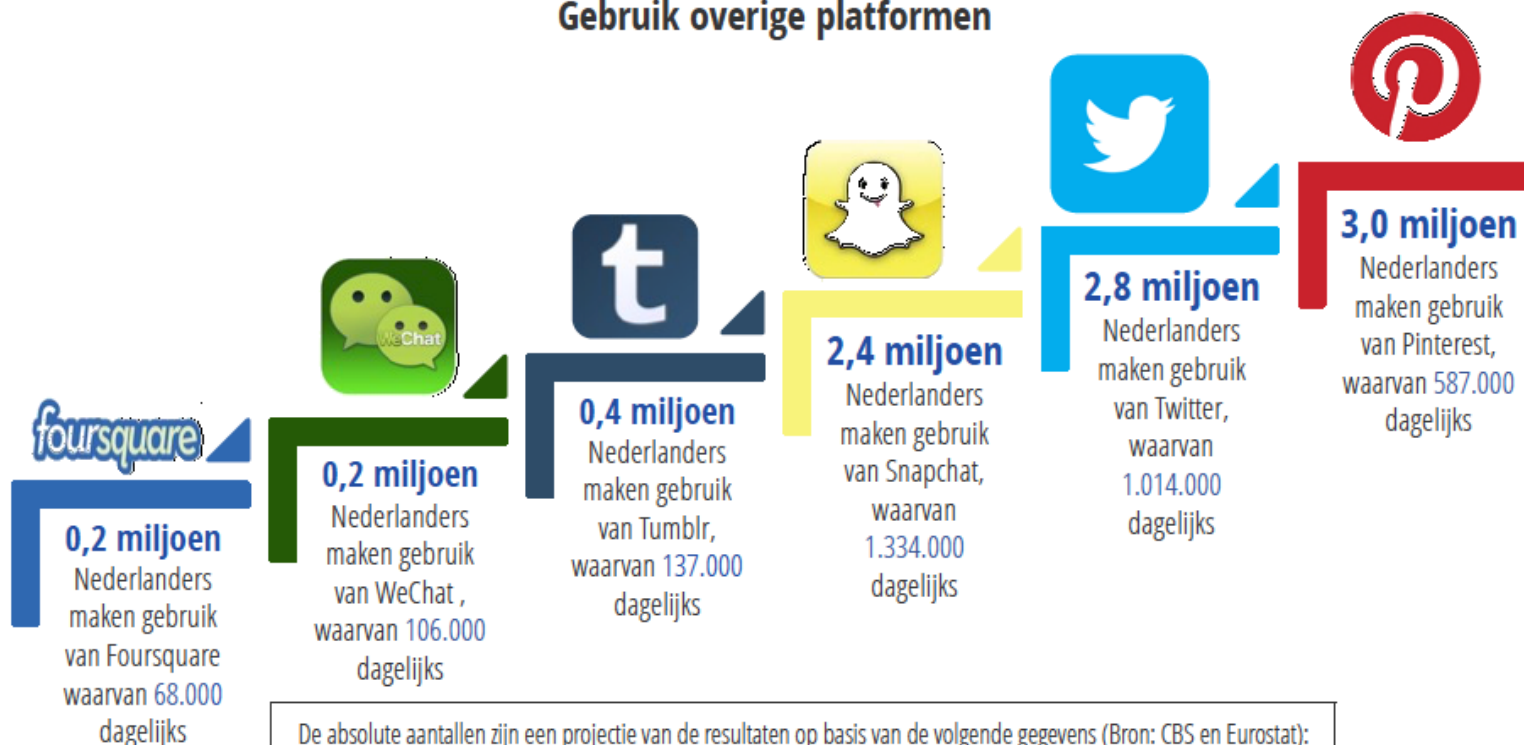 Gebruik overige platformen
foursquare
0,2 miljoen
Nederlanders
maken gebruik
van Foursquare
waarvan 68.000
dagelijks
WeChat
0,2 miljoen
Nederlanders
maken gebruik
van WeChat ,
waarvan 106.000
dagelijks
t
0,4 miljoen
Nederlanders
maken gebruik
van Tumblr,
waarvan 137.000
dagelijks
2,4 miljoen
Nederlanders
maken gebruik
van Snapchat,
waarvan
1.334.000
dagelijks
2,8 miljoen
Nederlanders
maken gebruik
van Twitter,
waarvan
1.014.000
dagelijks
3,0 miljoen
Nederlanders
maken gebruik
van Pinterest,
waarvan 587.000
dagelijks
De absolute aantallen zijn een projectie van de resultaten op basis van de volgende gegevens (Bron: CBS en Eurostat):